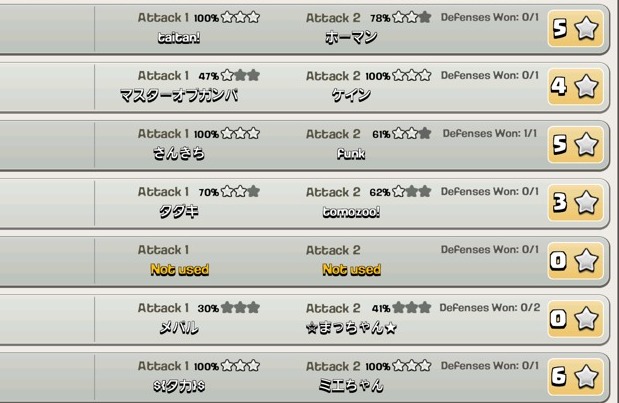 Attack 1 100% Attack 2 78% Defenses Won: 0/1 5
taitan! ホーマン
Attack 1 47% Attack 2 100% Defenses Won: 0/1 4
マスターオブガンバ ケイン
Attack 1 100% Attack 2 61% Defenses Won: 1/1 5
さんきち Funk
Attack 1 70% Attack 2 62% Defenses Won: 0/1 3
クダキ tomozoo!
Attack 1 Attack 2 Defenses Won: 0/1 0
Not used Not used
Attack 1 30% Attack 2 41% Defenses Won: 0/2 0
メバル ☆まっちゃん★
Attack 1 100% Attack 2 100% Defenses Won: 0/1 6
$(タカ)$ ミエちゃん